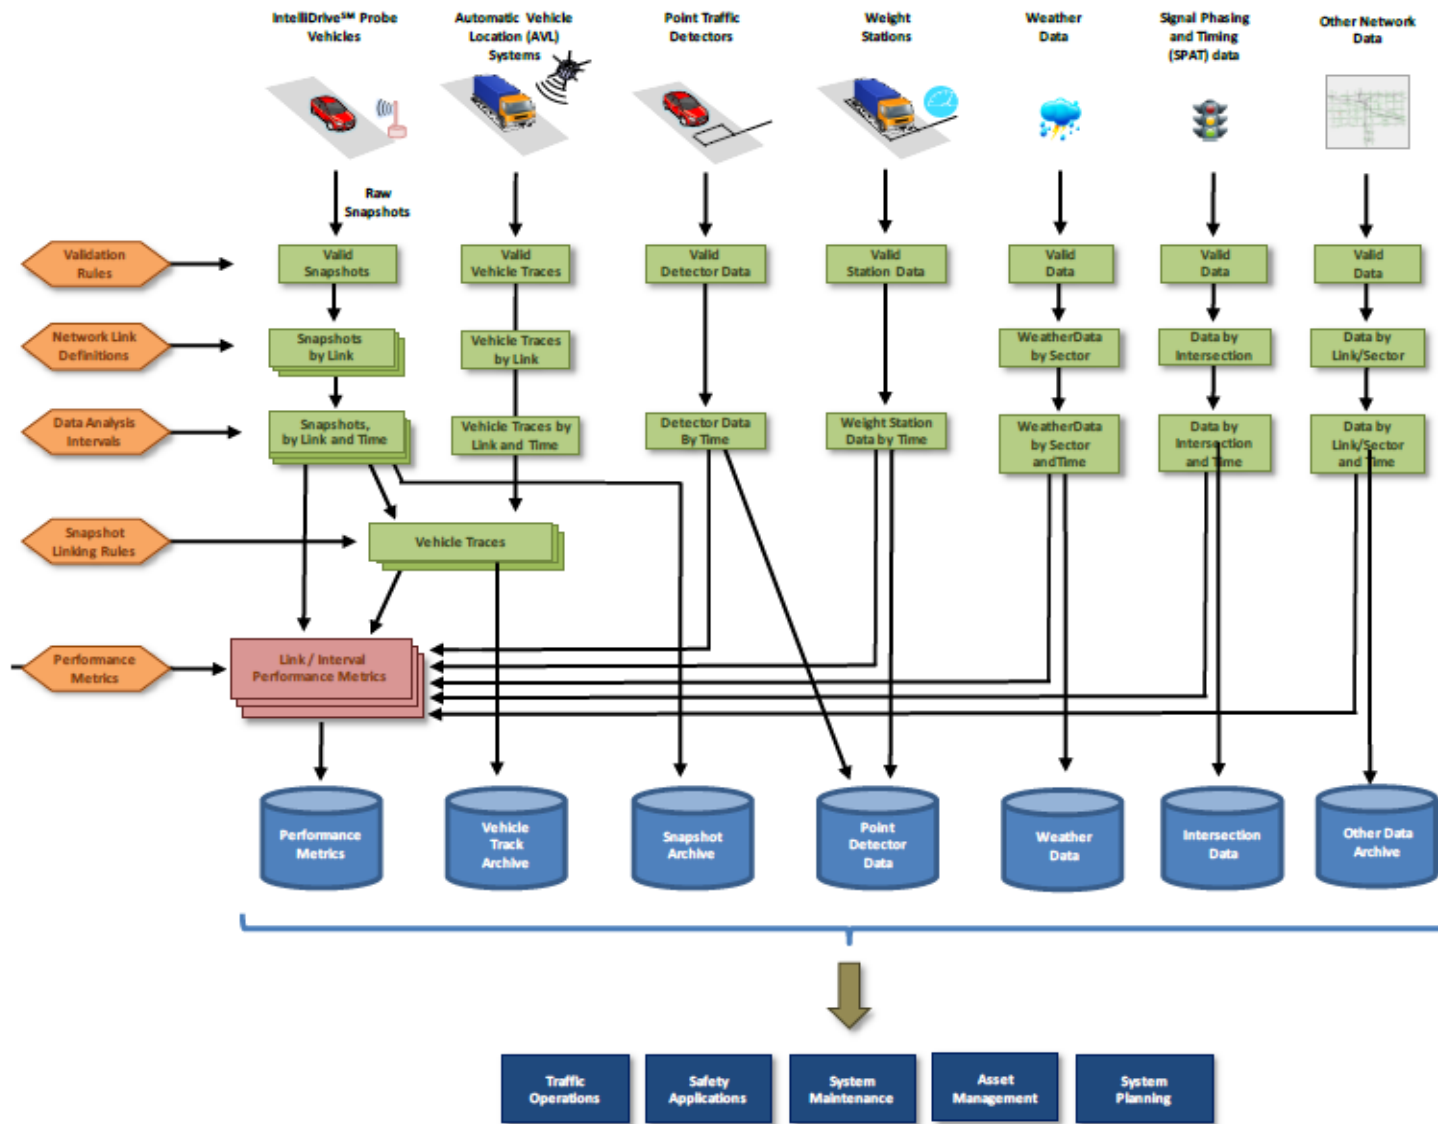 IntelliDriveSM Probe
Vehicles
Automatic Vehicle
Location (AVL)
Systems
Point Traffic
Detectors
Weight
Stations
Weather
Data
Signal Phasing
and Timing
(SPAT) data
Other Network
Data
Raw
Snapshots
Validation
Rules
Valid
Snapshots
Valid
Vehicle Traces
Valid
Detector Data
Valid
Station Data
Valid
Data
Valid
Data
Valid
Data
Network Link
Definitions
Snapshots
by Link
Vehicle Traces
by Link
WeatherData
by Sector
Data by
Intersection
Data by
Link/Sector
Data Analysis
Intervals
Snapshots,
by Link and Time
Vehicle Traces by
Link and Time
Detector Data
By Time
Weight Station
Data by Time
WeatherData
by Sector
andTime
Data by
Intersection
and Time
Data by
Link/Sector
and Time
Snapshot
Linking Rules
Vehicle Traces
Performance
Metrics
Link / Interval
Performance Metrics
Performance
Metrics
Vehicle
Track
Archive
Snapshot
Archive
Point
Detector
Data
Weather
Data
Intersection
Data
Other Data
Archive
Traffic
Operations
Safety
Applications
System
Maintenance
Asset
Management
System
Planning